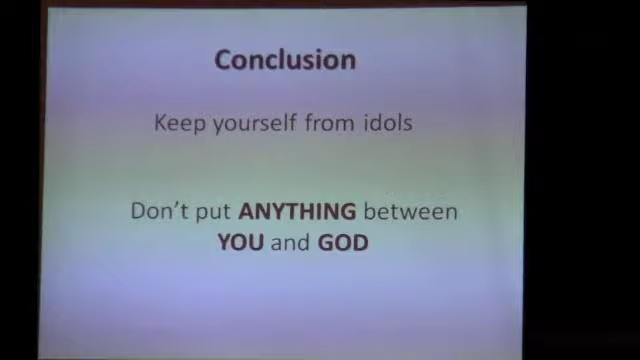 Conclusion
Keep yourself from idols
Don't put ANYTHING between
YOU and GOD